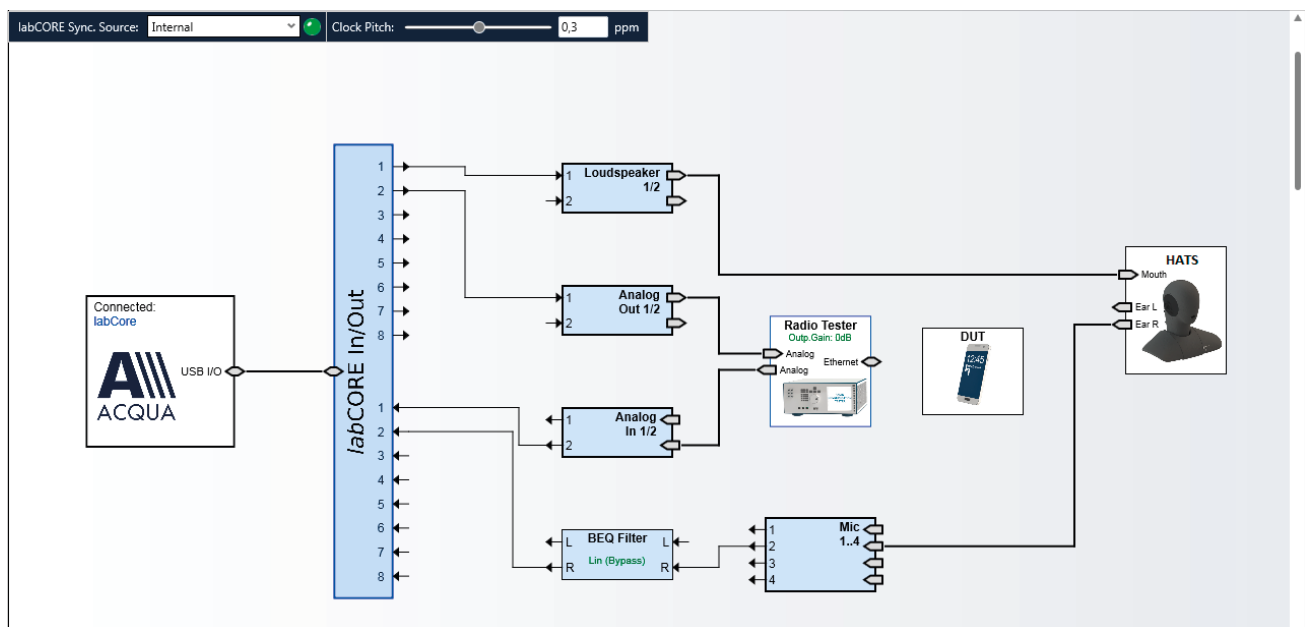 labCORE Sync. Source: Internal Clock Pitch: 0,3 ppm
1
2
3
4
5
6
7
8
labCORE In/Out
1
2
3
4
5
6
7
8
Connected:
labCore
USB I/O
ACQUA
Loudspeaker
1/2
1
2
Analog
Out 1/2
1
2
Analog
In 1/2
1
2
BEQ Filter
L L
Lin (Bypass)
R R
Radio Tester
Outp.Gain: 0dB
Analog
Ethernet
Analog
Mic
1..4
1
2
3
4
DUT
12:45
HATS
Mouth
Ear L
Ear R